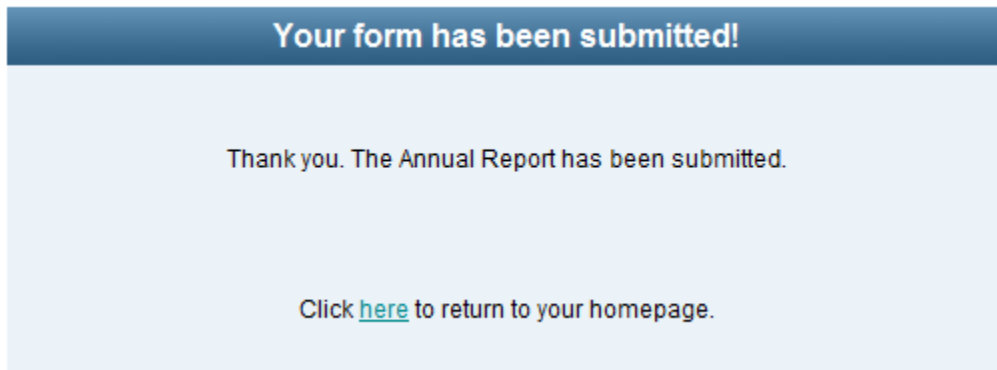 Your form has been submitted!
Thank you. The Annual Report has been submitted.
Click here to return to your homepage.